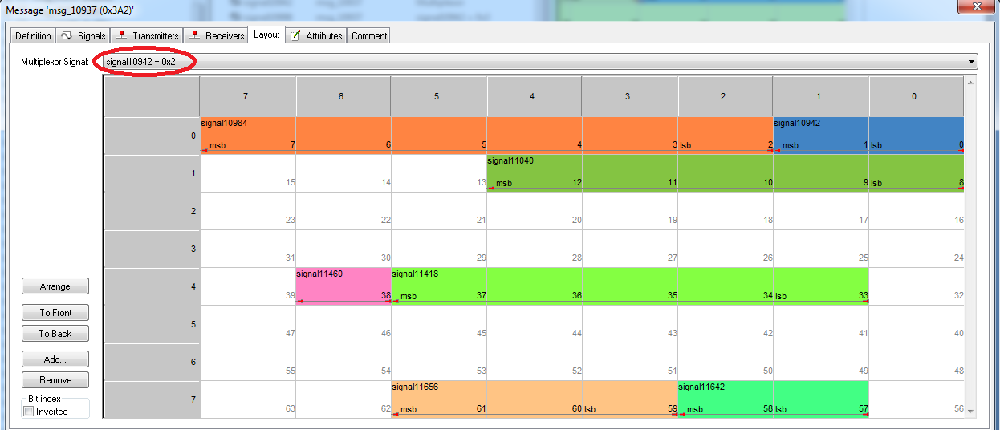 Message 'msg_10937 (0x3A2)'
Definition Signals Transmitters Receivers Layout Attributes Comment
Multiplexor Signal: signal10942 = 0x2
7 6 5 4 3 2 1 0
signal10984 signal10942
0 msb 7 6 5 4 3 lsb 2 msb 1 lsb 0
signal11040
1 15 14 13 msb 12 11 10 9 lsb 8
2 23 22 21 20 19 18 17 16
3 31 30 29 28 27 26 25 24
signal11460 signal11418
Arrange 4 39 38 msb 37 36 35 34 lsb 33 32
To Front
To Back 5 47 46 45 44 43 42 41 40
Add... 6 55 54 53 52 51 50 49 48
Remove
signal11656 signal11642
Bit index
Inverted 7 63 62 msb 61 60 lsb 59 msb 58 lsb 57 56